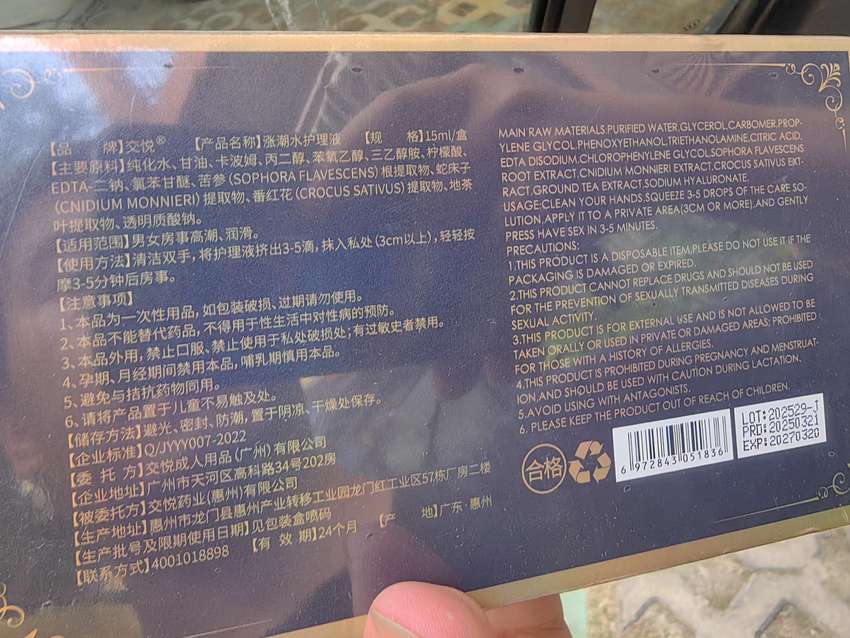 【品 牌】交悦® 【产品名称】涨潮水护理液 【规 格】15ml/盒
【主要原料】纯化水、甘油、卡波姆、丙二醇、苯氧乙醇、三乙醇胺、柠檬酸、
EDTA-二钠、氯苯甘醚、苦参(SOPHORA FLAVESCENS)根提取物、蛇床子
(CNIDIUM MONNIERI)提取物、番红花(CROCUS SATIVUS)提取物、地茶
叶提取物、透明质酸钠。
【适用范围】男女房事高潮、润滑。
【使用方法】清洁双手，将护理液挤出3-5滴，抹入私处(3cm以上)，轻轻按
摩3-5分钟后房事。
【注意事项】
1、本品为一次性用品，如包装破损、过期请勿使用。
2、本品不能替代药品，不得用于性生活中对性病的预防。
3、本品外用，禁止口服、禁止使用于私处破损处；有过敏史者禁用。
4、孕期、月经期间禁用本品，哺乳期慎用本品。
5、避免与拮抗药物同用。
6、请将产品置于儿童不易触及处。
【储存方法】避光、密封、防潮，置于阴凉、干燥处保存。
【企业标准】Q/JYYY007-2022
【委 托 方】交悦成人用品(广州)有限公司
【企业地址】广州市天河区高科路34号202房
【被委托方】交悦药业(惠州)有限公司
【生产地址】惠州市龙门县惠州产业转移工业园龙门红工业区57栋厂房二楼
【生产批号及限期使用日期】见包装盒喷码
【联系方式】4001018898 【有 效 期】24个月 【产 地】广东·惠州
MAIN RAW MATERIALS:PURIFIED WATER.GLYCEROL.CARBOMER.PROP-
YLENE GLYCOL.PHENOXYETHANOL.TRIETHANOLAMINE.CITRIC ACID,
EDTA DISODIUM.CHLOROPHENYLENE GLYCOL.SOPHORA FLAVESCENS
ROOT EXTRACT.CNIDIUM MONNIERI EXTRACT.CROCUS SATIVUS EKT-
RACT.GROUND TEA EXTRACT.SODIUM HYALURONATE.
USAGE:CLEAN YOUR HANDS.SQUEEZE 3-5 DROPS OF THE CARE SO-
LUTION,APPLY IT TO A PRIVATE AREA(3CM OR MORE).AND GENTLY
PRESS HAVE SEX IN 3-5 MINUTES.
PRECAUTIONS:
1.THIS PRODUCT IS A DISPOSABLE ITEM,PLEASE DO NOT USE IF THE
PACKAGING IS DAMAGED OR EXPIRED.
2.THIS PRODUCT CANNOT REPLACE DRUGS AND SHOULD NOT BE USED
FOR THE PREVENTION OF SEXUALLY TRANSMITTED DISEASES DURING
SEXUAL ACTIVITY.
3.THIS PRODUCT IS FOR EXTERNAL USE AND IS NOT ALLOWED TO BE
TAKEN ORALLY OR USED IN PRIVATE OR DAMAGED AREAS; PROHIBITED
FOR THOSE WITH A HISTORY OF ALLERGIES.
4.THIS PRODUCT IS PROHIBITED DURING PREGNANCY AND MENSTRUAT-
ION,AND SHOULD BE USED WITH CAUTION DURING LACTATION.
5.AVOID USING WITH ANTAGONISTS.
6. PLEASE KEEP THE PRODUCT OUT OF REACH OF CHILDREN.
合格
6 972843 051836
LOT: 202529-J
PRD: 20250321
EXP: 20270320